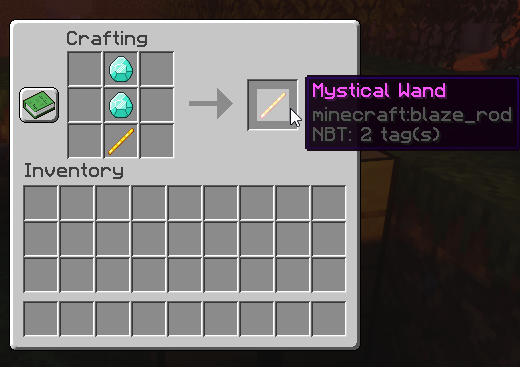 Crafting
Mystical Wand
minecraft:blaze_rod
NBT: 2 tag(s)
Inventory